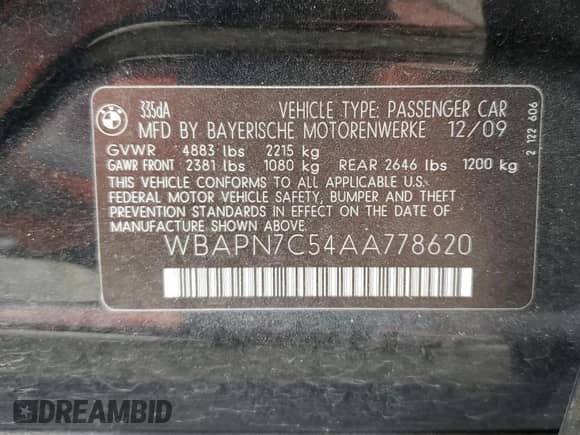 335dA VEHICLE TYPE: PASSENGER CAR
MFD BY BAYERISCHE MOTORENWERKE 12/09
GVWR 4883 lbs 2215 kg
GAWR FRONT 2381 lbs 1080 kg REAR 2646 lbs 1200 kg
THIS VEHICLE CONFORMS TO ALL APPLICABLE U.S.
FEDERAL MOTOR VEHICLE SAFETY, BUMPER AND THEFT
PREVENTION STANDARDS IN EFFECT ON THE DATE OF
MANUFACTURE SHOWN ABOVE.
WBAPN7C54AA778620
2 122 606
DREAMBID